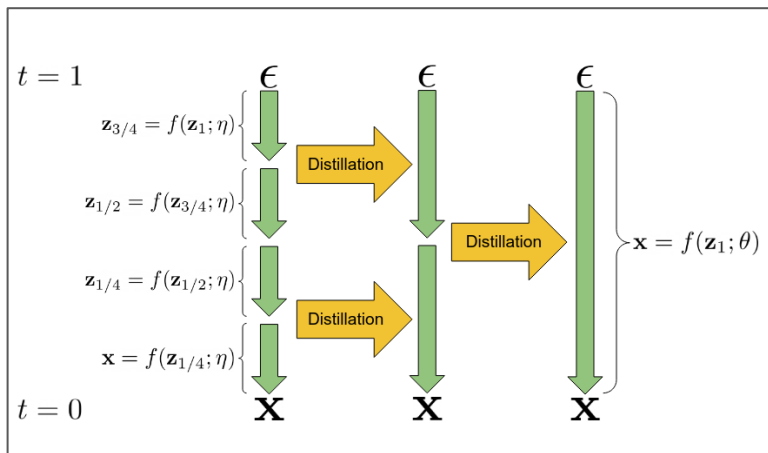 t = 1
ϵ ϵ ϵ
z_{3/4} = f(z_1; η)
Distillation
z_{1/2} = f(z_{3/4}; η)
Distillation
x = f(z_1; θ)
z_{1/4} = f(z_{1/2}; η)
Distillation
x = f(z_{1/4}; η)
t = 0
x x x